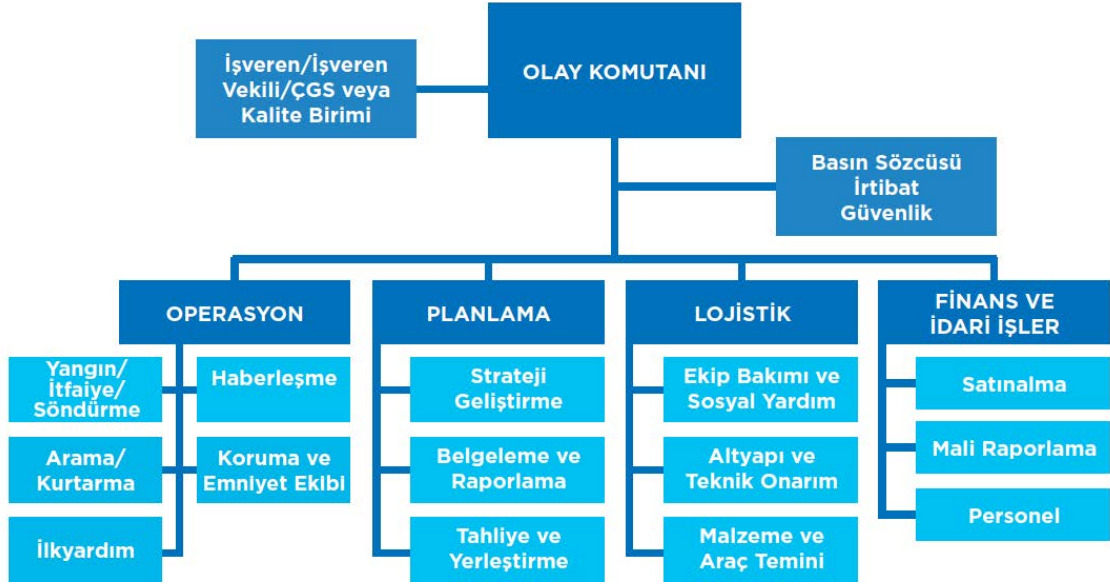 İşveren/İşveren
Vekili/ÇGS veya
Kalite Birimi
OLAY KOMUTANI
Basın Sözcüsü
İrtibat
Güvenlik
OPERASYON
Yangın/
İtfaiye/
Söndürme
Haberleşme
Arama/
Kurtarma
Koruma ve
Emniyet Ekibi
İlkyardım
PLANLAMA
Strateji
Geliştirme
Belgeleme ve
Raporlama
Tahliye ve
Yerleştirme
LOJİSTİK
Ekip Bakımı ve
Sosyal Yardım
Altyapı ve
Teknik Onarım
Malzeme ve
Araç Temini
FİNANS VE
İDARİ İŞLER
Satınalma
Mali Raporlama
Personel